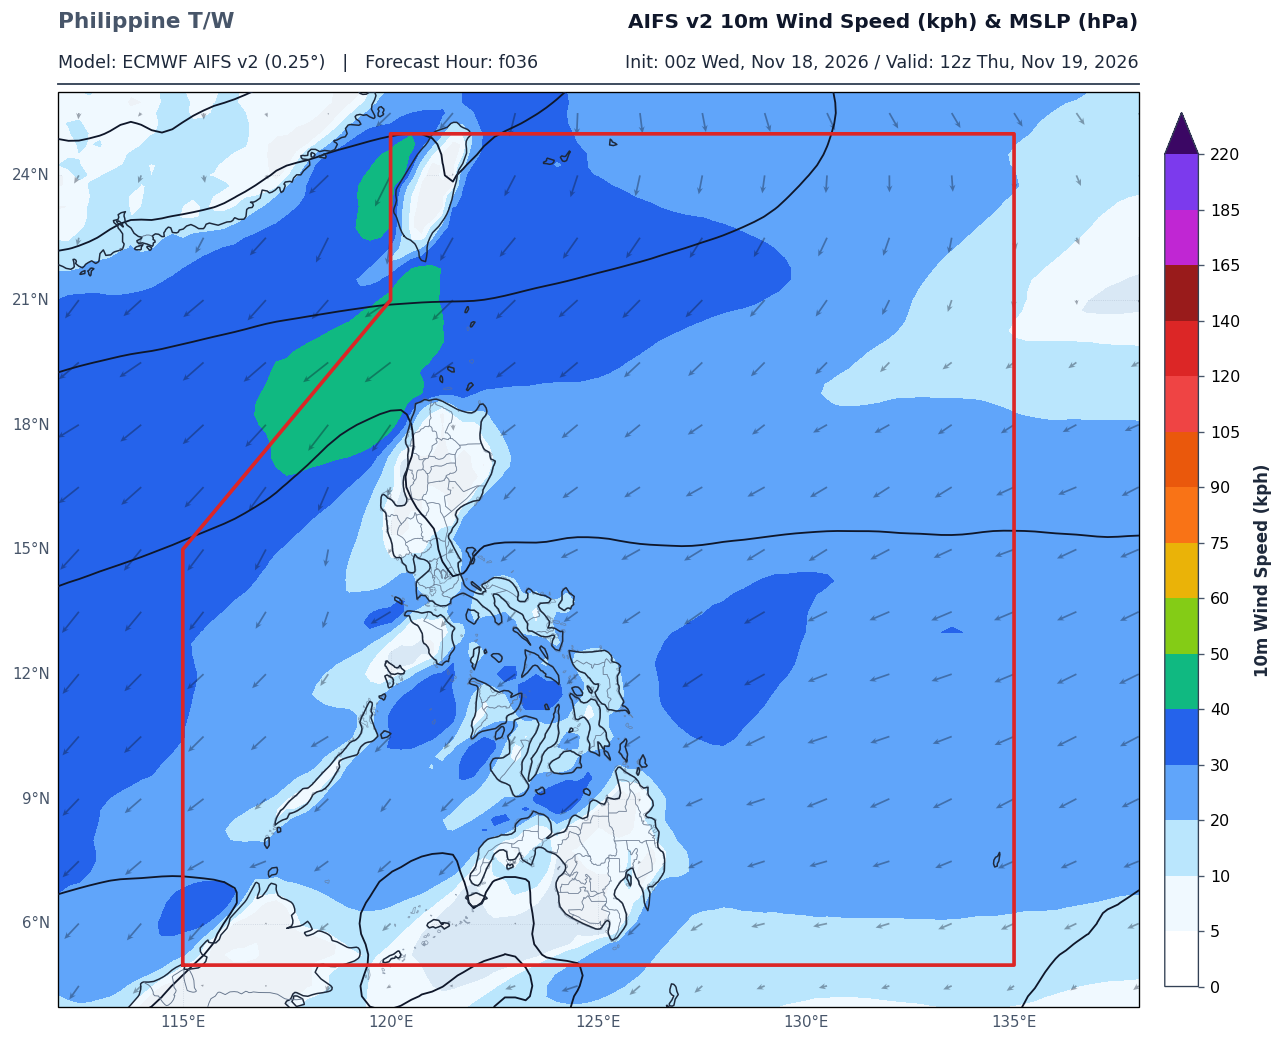 Philippine T/W
AIFS v2 10m Wind Speed (kph) & MSLP (hPa)
Model: ECMWF AIFS v2 (0.25°) | Forecast Hour: f036
Init: 00z Wed, Nov 18, 2026 / Valid: 12z Thu, Nov 19, 2026
24°N
21°N
18°N
15°N
12°N
9°N
6°N
115°E
120°E
125°E
130°E
135°E
220
185
165
140
120
105
90
75
60
50
40
30
20
10
5
0
10m Wind Speed (kph)